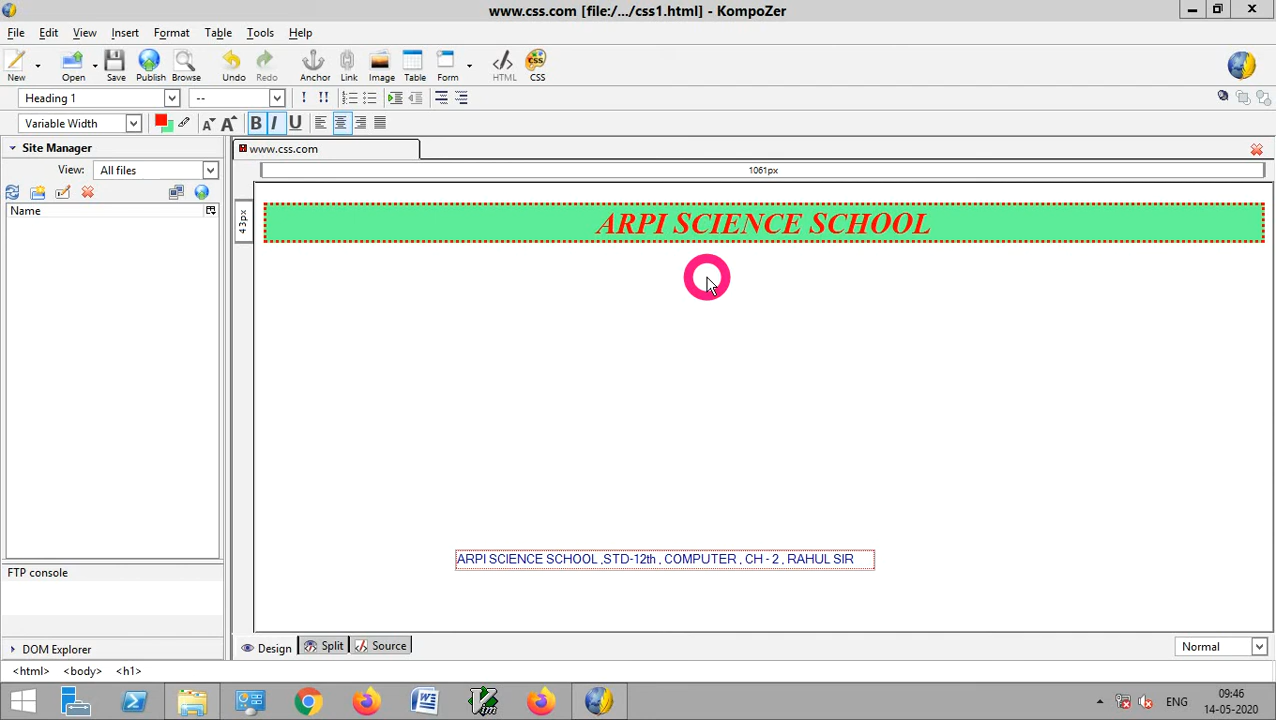 www.css.com [file:/.../css1.html] - KompoZer
File Edit View Insert Format Table Tools Help
New Open Save Publish Browse Undo Redo Anchor Link Image Table Form HTML CSS
Heading 1 --
Variable Width B I U
Site Manager
www.css.com
View: All files
1061px
Name
43px
ARPI SCIENCE SCHOOL
ARPI SCIENCE SCHOOL ,STD-12th , COMPUTER , CH - 2 , RAHUL SIR
FTP console
DOM Explorer
Design Split Source
Normal
<html> <body> <h1>
ENG
09:46
14-05-2020